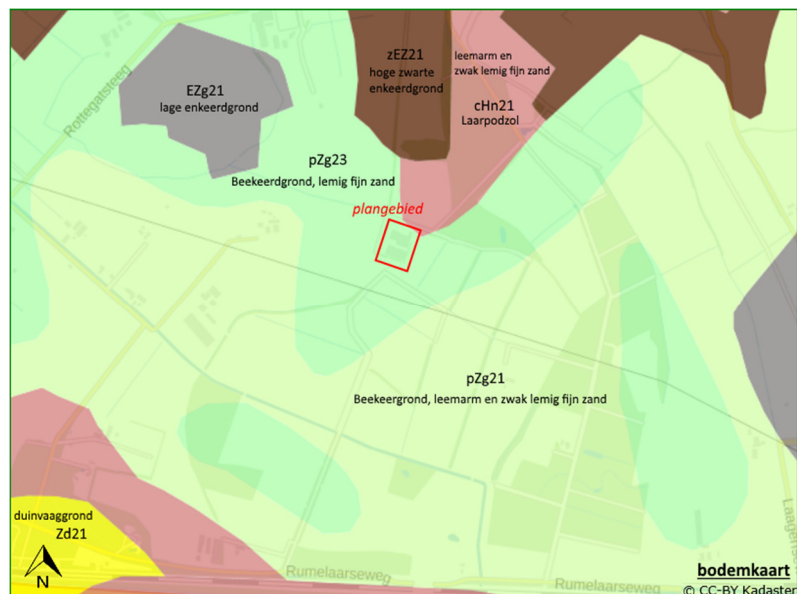 zEZ21
hoge zwarte
enkeerdgrond
leemarm en
zwak lemig fijn zand
cHn21
Laarpodzol
EZg21
lage enkeerdgrond
Rottegatsteeg
pZg23
Beekeerdgrond, lemig fijn zand
plangebied
pZg21
Beekeergrond, leemarm en zwak lemig fijn zand
duinvaaggrond
Zd21
N
Rumelaarseweg
Rumelaarseweg
bodemkaart
© CC-BY Kadaster